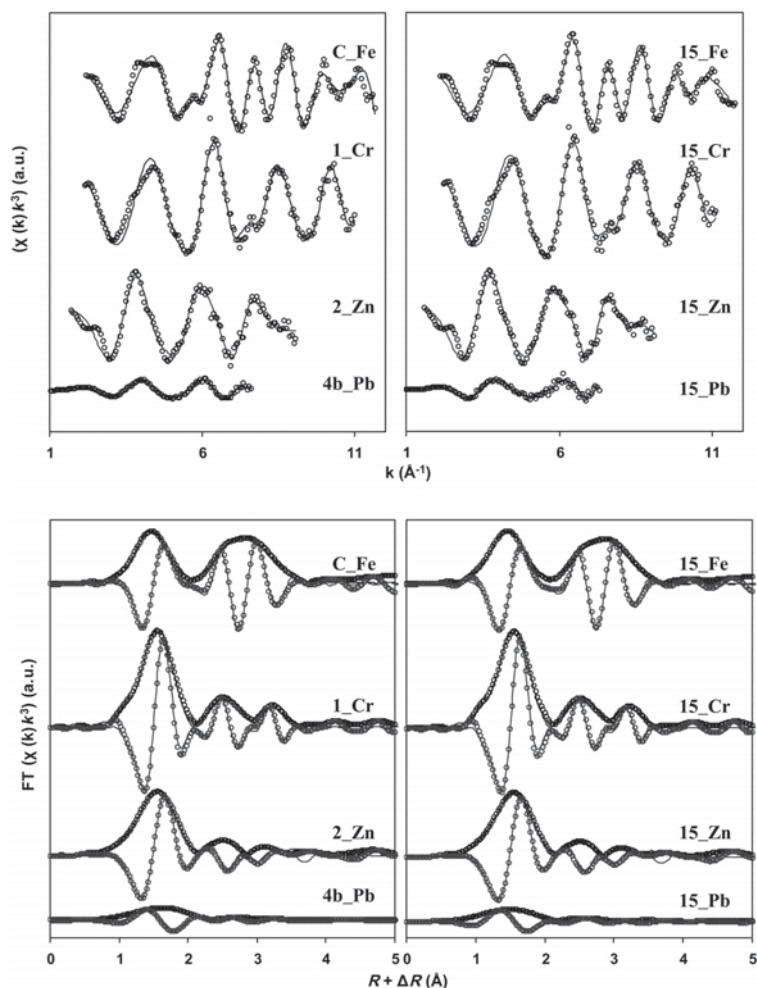 C_Fe
1_Cr
2_Zn
4b_Pb
15_Fe
15_Cr
15_Zn
15_Pb
(χ (k) k³) (a.u.)
1 6 11 1 6 11
k (Å⁻¹)
C_Fe
1_Cr
2_Zn
4b_Pb
15_Fe
15_Cr
15_Zn
15_Pb
FT (χ (k) k³) (a.u.)
0 1 2 3 4 5 0 1 2 3 4 5
R + ΔR (Å)